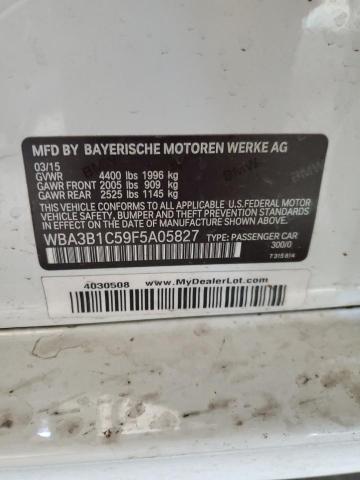 MFD BY BAYERISCHE MOTOREN WERKE AG
03/15
GVWR 4400 lbs 1996 kg
GAWR FRONT 2005 lbs 909 kg
GAWR REAR 2525 lbs 1145 kg
THIS VEHICLE CONFORMS TO ALL APPLICABLE U.S.FEDERAL MOTOR
VEHICLE SAFETY, BUMPER, AND THEFT PREVENTION STANDARDS
IN EFFECT ON THE DATE OF MANUFACTURE SHOWN ABOVE.
WBA3B1C59F5A05827 TYPE: PASSENGER CAR
300/0
7 315 814
4030508 www.MyDealerLot.com